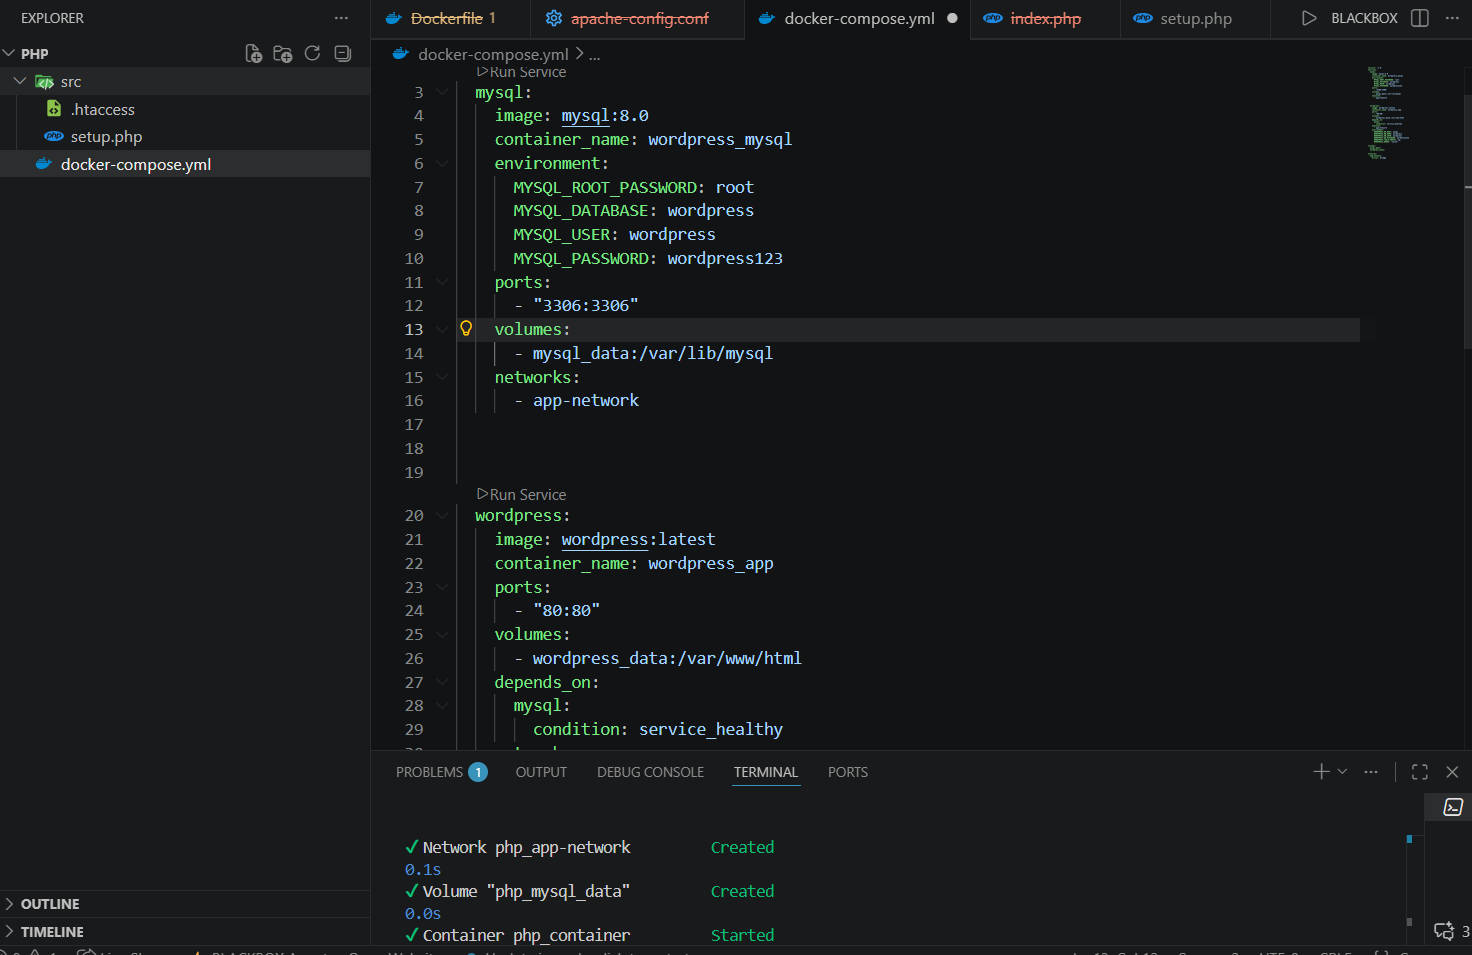 EXPLORER
PHP
src
.htaccess
setup.php
docker-compose.yml
OUTLINE
TIMELINE
Dockerfile 1
apache-config.conf
docker-compose.yml
index.php
setup.php
BLACKBOX
docker-compose.yml > ...
Run Service
3 mysql:
4 image: mysql:8.0
5 container_name: wordpress_mysql
6 environment:
7 MYSQL_ROOT_PASSWORD: root
8 MYSQL_DATABASE: wordpress
9 MYSQL_USER: wordpress
10 MYSQL_PASSWORD: wordpress123
11 ports:
12 - "3306:3306"
13 volumes:
14 - mysql_data:/var/lib/mysql
15 networks:
16 - app-network
17
18
19
Run Service
20 wordpress:
21 image: wordpress:latest
22 container_name: wordpress_app
23 ports:
24 - "80:80"
25 volumes:
26 - wordpress_data:/var/www/html
27 depends_on:
28 mysql:
29 condition: service_healthy
PROBLEMS 1 OUTPUT DEBUG CONSOLE TERMINAL PORTS
✓ Network php_app-network Created
0.1s
✓ Volume "php_mysql_data" Created
0.0s
✓ Container php_container Started
3